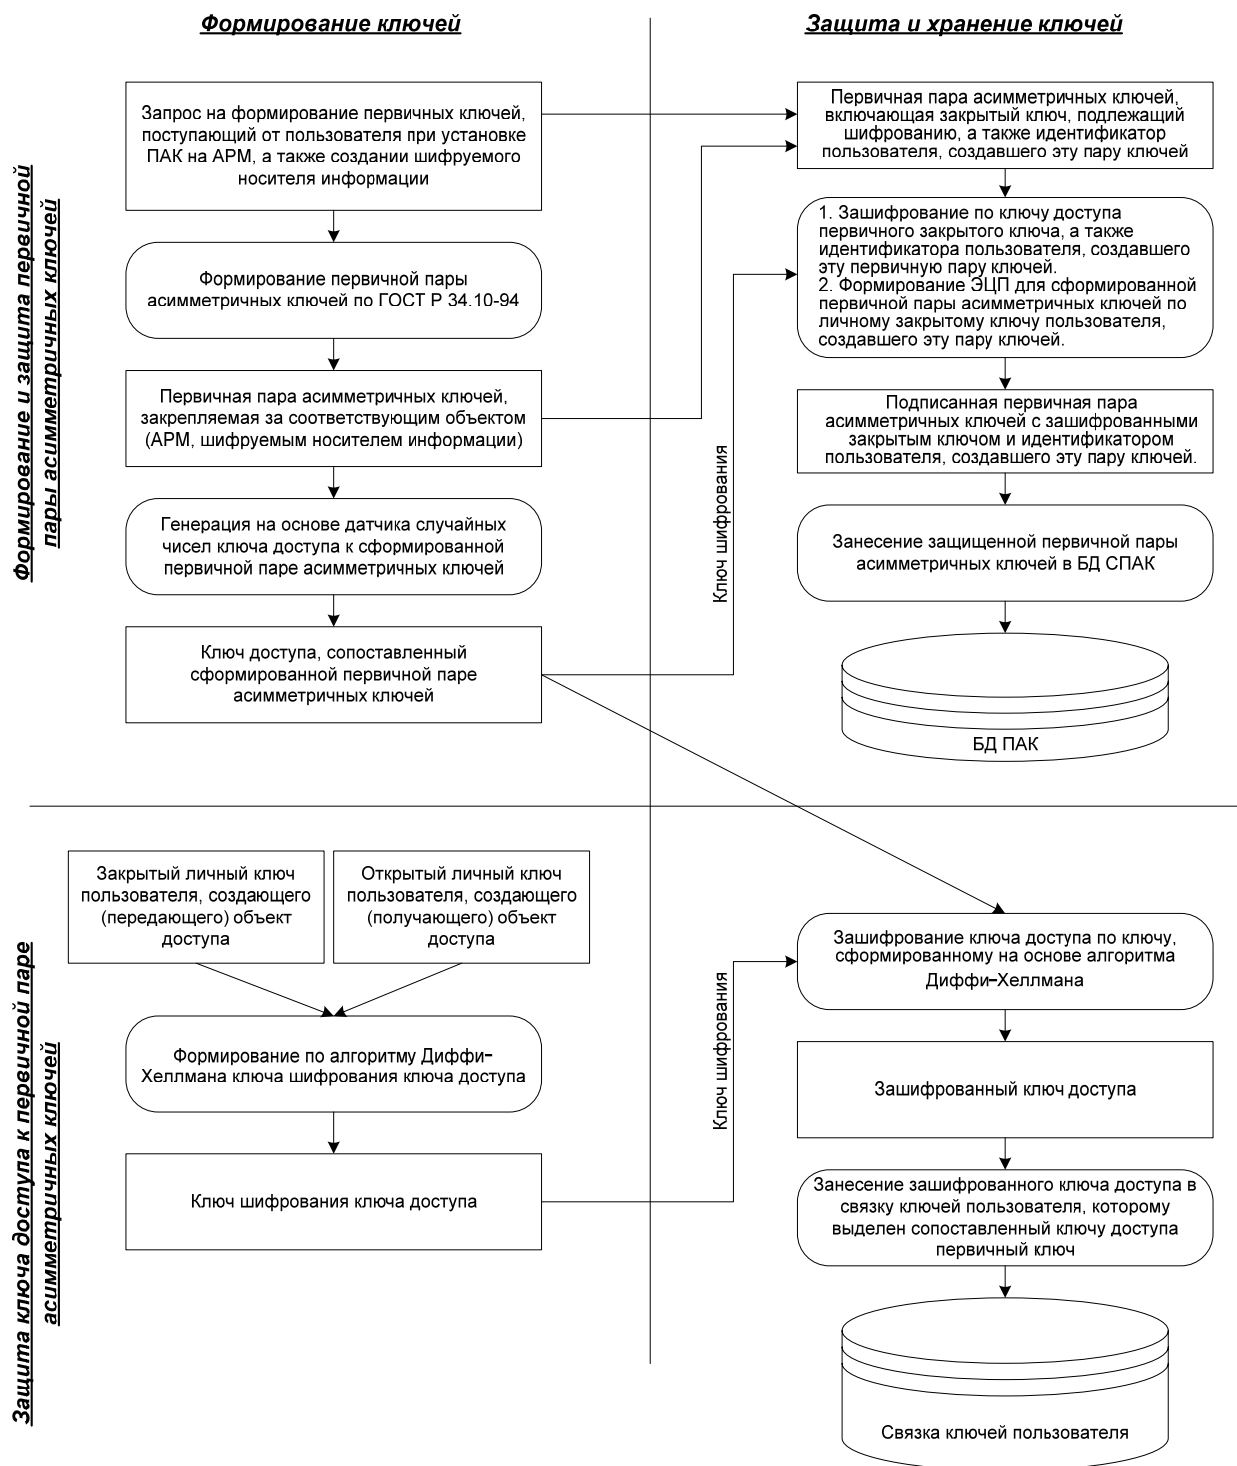 Формирование ключей
Защита и хранение ключей
Формирование и защита первичной
пары асимметричных ключей
Запрос на формирование первичных ключей,
поступающий от пользователя при установке
ПАК на АРМ, а также создании шифруемого
носителя информации
Формирование первичной пары
асимметричных ключей по ГОСТ Р 34.10-94
Первичная пара асимметричных ключей,
закрепляемая за соответствующим объектом
(АРМ, шифруемым носителем информации)
Генерация на основе датчика случайных
чисел ключа доступа к сформированной
первичной паре асимметричных ключей
Ключ доступа, сопоставленный
сформированной первичной паре
асимметричных ключей
Ключ шифрования
Первичная пара асимметричных ключей,
включающая закрытый ключ, подлежащий
шифрованию, а также идентификатор
пользователя, создавшего эту пару ключей
1. Зашифрование по ключу доступа
первичного закрытого ключа, а также
идентификатора пользователя, создавшего
эту первичную пару ключей.
2. Формирование ЭЦП для сформированной
первичной пары асимметричных ключей по
личному закрытому ключу пользователя,
создавшего эту пару ключей.
Подписанная первичная пара
асимметричных ключей с зашифрованными
закрытым ключом и идентификатором
пользователя, создавшего эту пару ключей.
Занесение защищенной первичной пары
асимметричных ключей в БД СПАК
БД ПАК
Защита ключа доступа к первичной паре
асимметричных ключей
Закрытый личный ключ
пользователя, создающего
(передающего) объект
доступа
Открытый личный ключ
пользователя, создающего
(получающего) объект
доступа
Формирование по алгоритму Диффи–
Хеллмана ключа шифрования ключа доступа
Ключ шифрования ключа доступа
Ключ шифрования
Зашифрование ключа доступа по ключу,
сформированному на основе алгоритма
Диффи–Хеллмана
Зашифрованный ключ доступа
Занесение зашифрованного ключа доступа в
связку ключей пользователя, которому
выделен сопоставленный ключу доступа
первичный ключ
Связка ключей пользователя